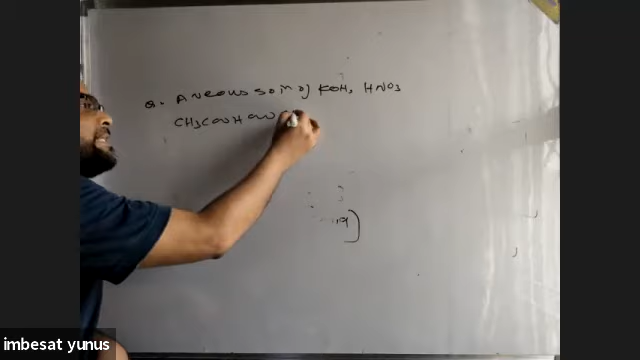 Q. Aqueous soln of KOH, HNO3
CH3COOH and
imbesat yunus